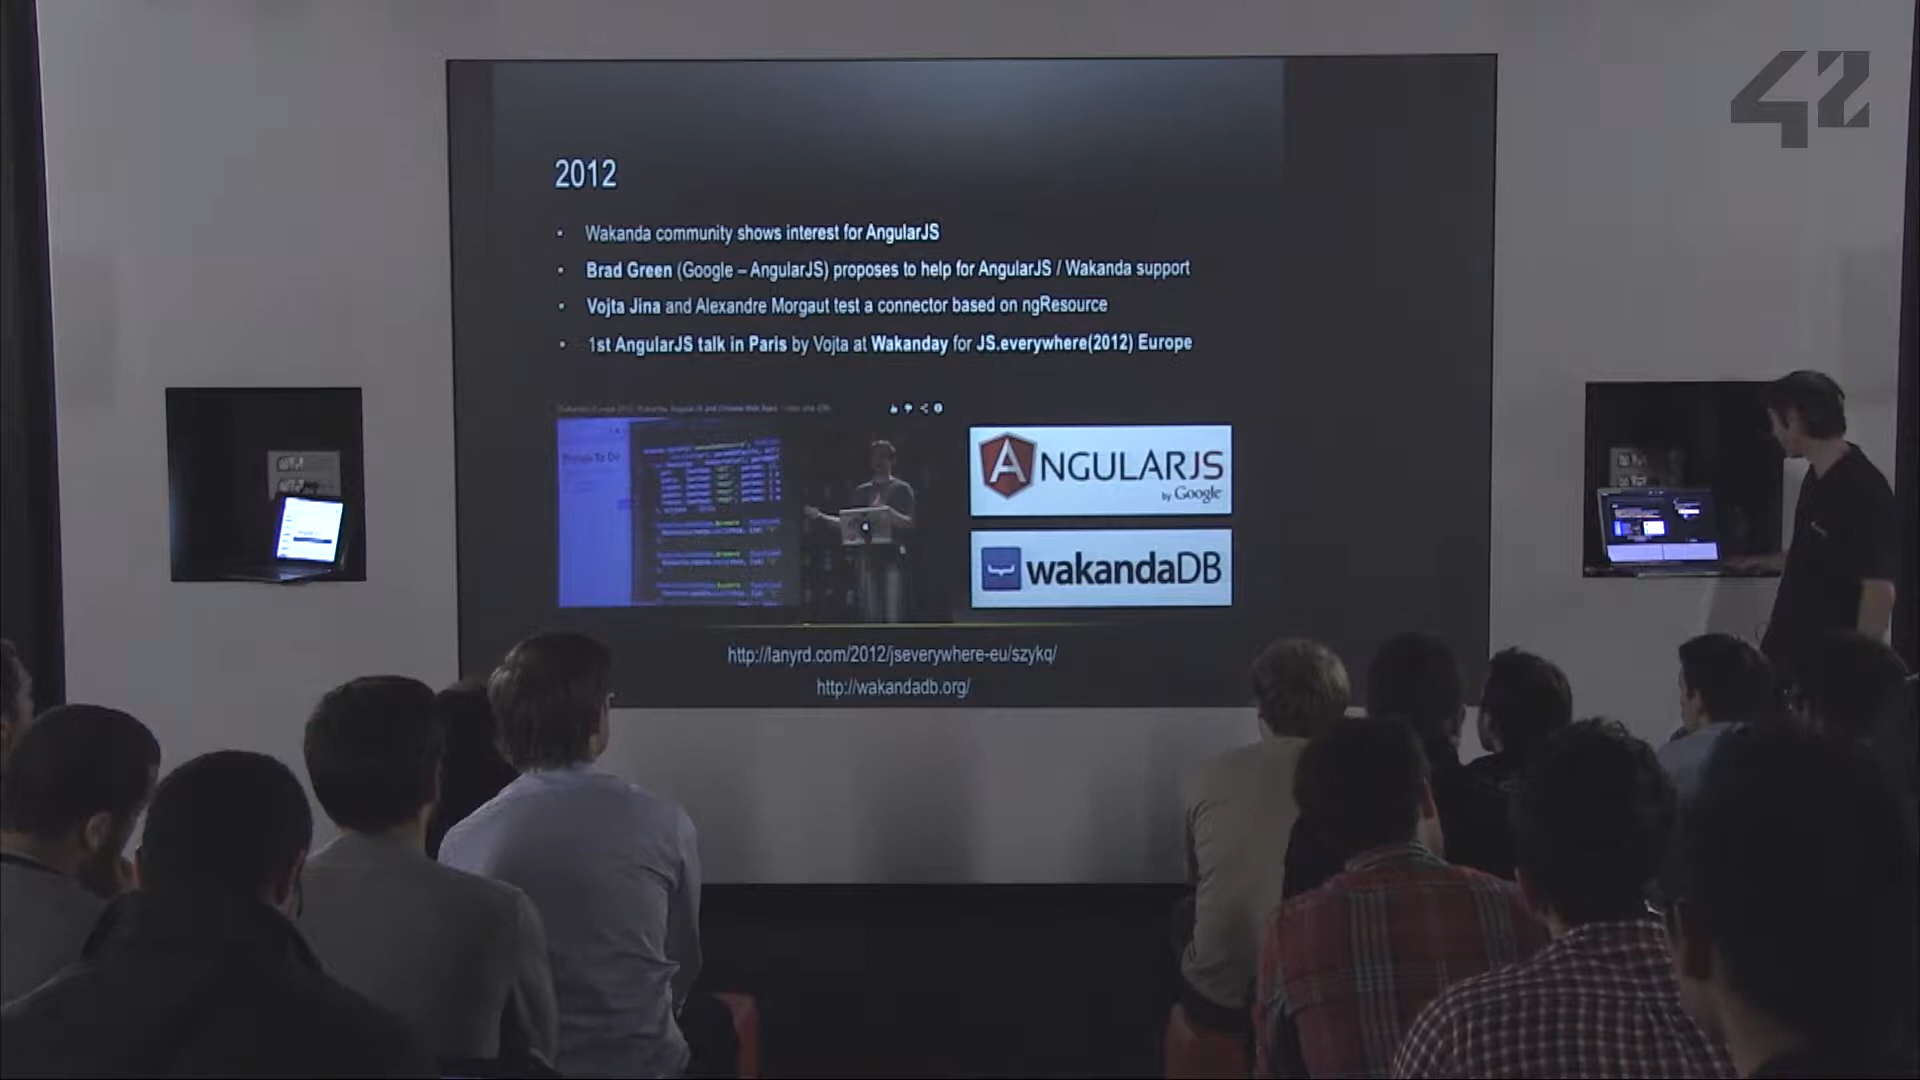 42
2012
• Wakanda community shows interest for AngularJS
• Brad Green (Google – AngularJS) proposes to help for AngularJS / Wakanda support
• Vojta Jina and Alexandre Morgaut test a connector based on ngResource
• 1st AngularJS talk in Paris by Vojta at Wakanday for JS.everywhere(2012) Europe
Things To Do
ANGULARJS
by Google
wakandaDB
http://lanyrd.com/2012/jseverywhere-eu/szykq/
http://wakandadb.org/